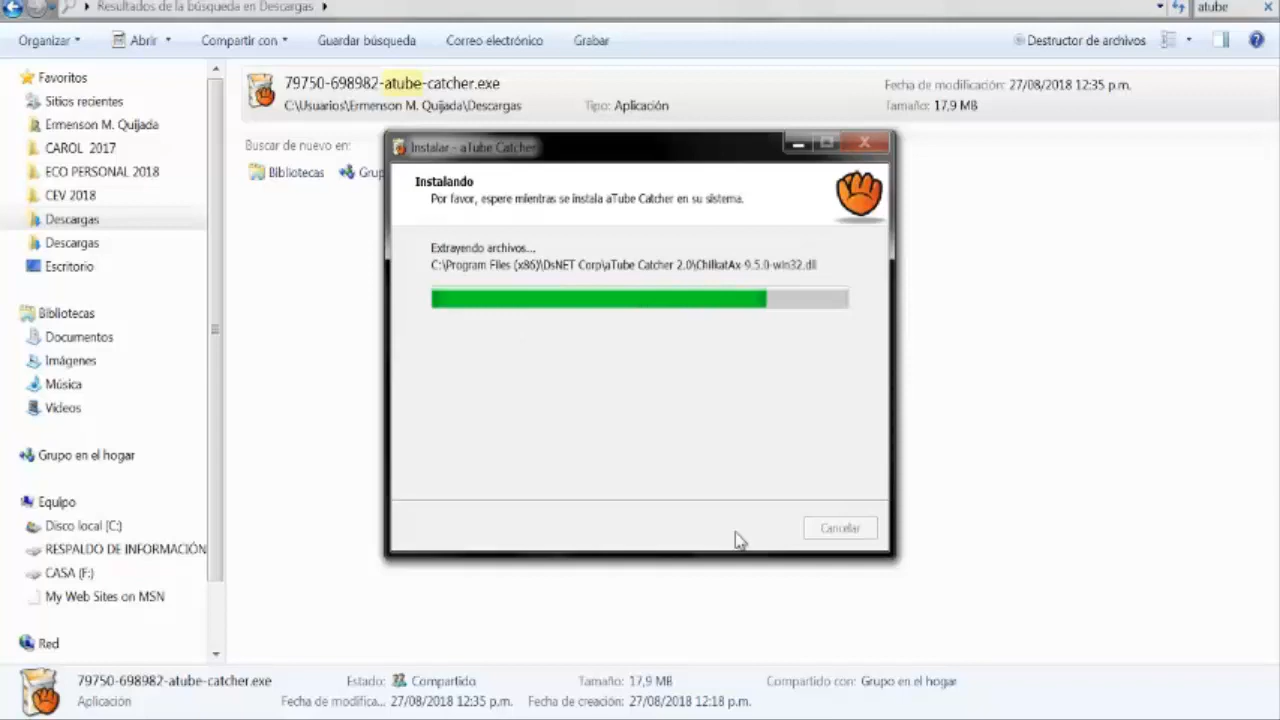 Resultados de la búsqueda en Descargas
atube
Organizar
Abrir
Compartir con
Guardar búsqueda
Correo electrónico
Grabar
Destructor de archivos
Favoritos
Sitios recientes
Ermenson M. Quijada
CAROL 2017
ECO PERSONAL 2018
CEV 2018
Descargas
Descargas
Escritorio
Bibliotecas
Documentos
Imágenes
Música
Videos
Grupo en el hogar
Equipo
Disco local (C:)
RESPALDO DE INFORMACIÓN
CASA (F:)
My Web Sites on MSN
Red
79750-698982-atube-catcher.exe
C:\Usuarios\Ermenson M. Quijada\Descargas
Tipo: Aplicación
Fecha de modificación: 27/08/2018 12:35 p.m.
Tamaño: 17,9 MB
Buscar de nuevo en:
Bibliotecas
Grup
Instalar - aTube Catcher
Instalando
Por favor, espere mientras se instala aTube Catcher en su sistema.
Extrayendo archivos...
C:\Program Files (x86)\DsNET Corp\aTube Catcher 2.0\ChilkatAx-9.5.0-win32.dll
Cancelar
79750-698982-atube-catcher.exe
Aplicación
Estado: Compartido
Fecha de modifica... 27/08/2018 12:35 p.m.
Tamaño: 17,9 MB
Fecha de creación: 27/08/2018 12:18 p.m.
Compartido con: Grupo en el hogar